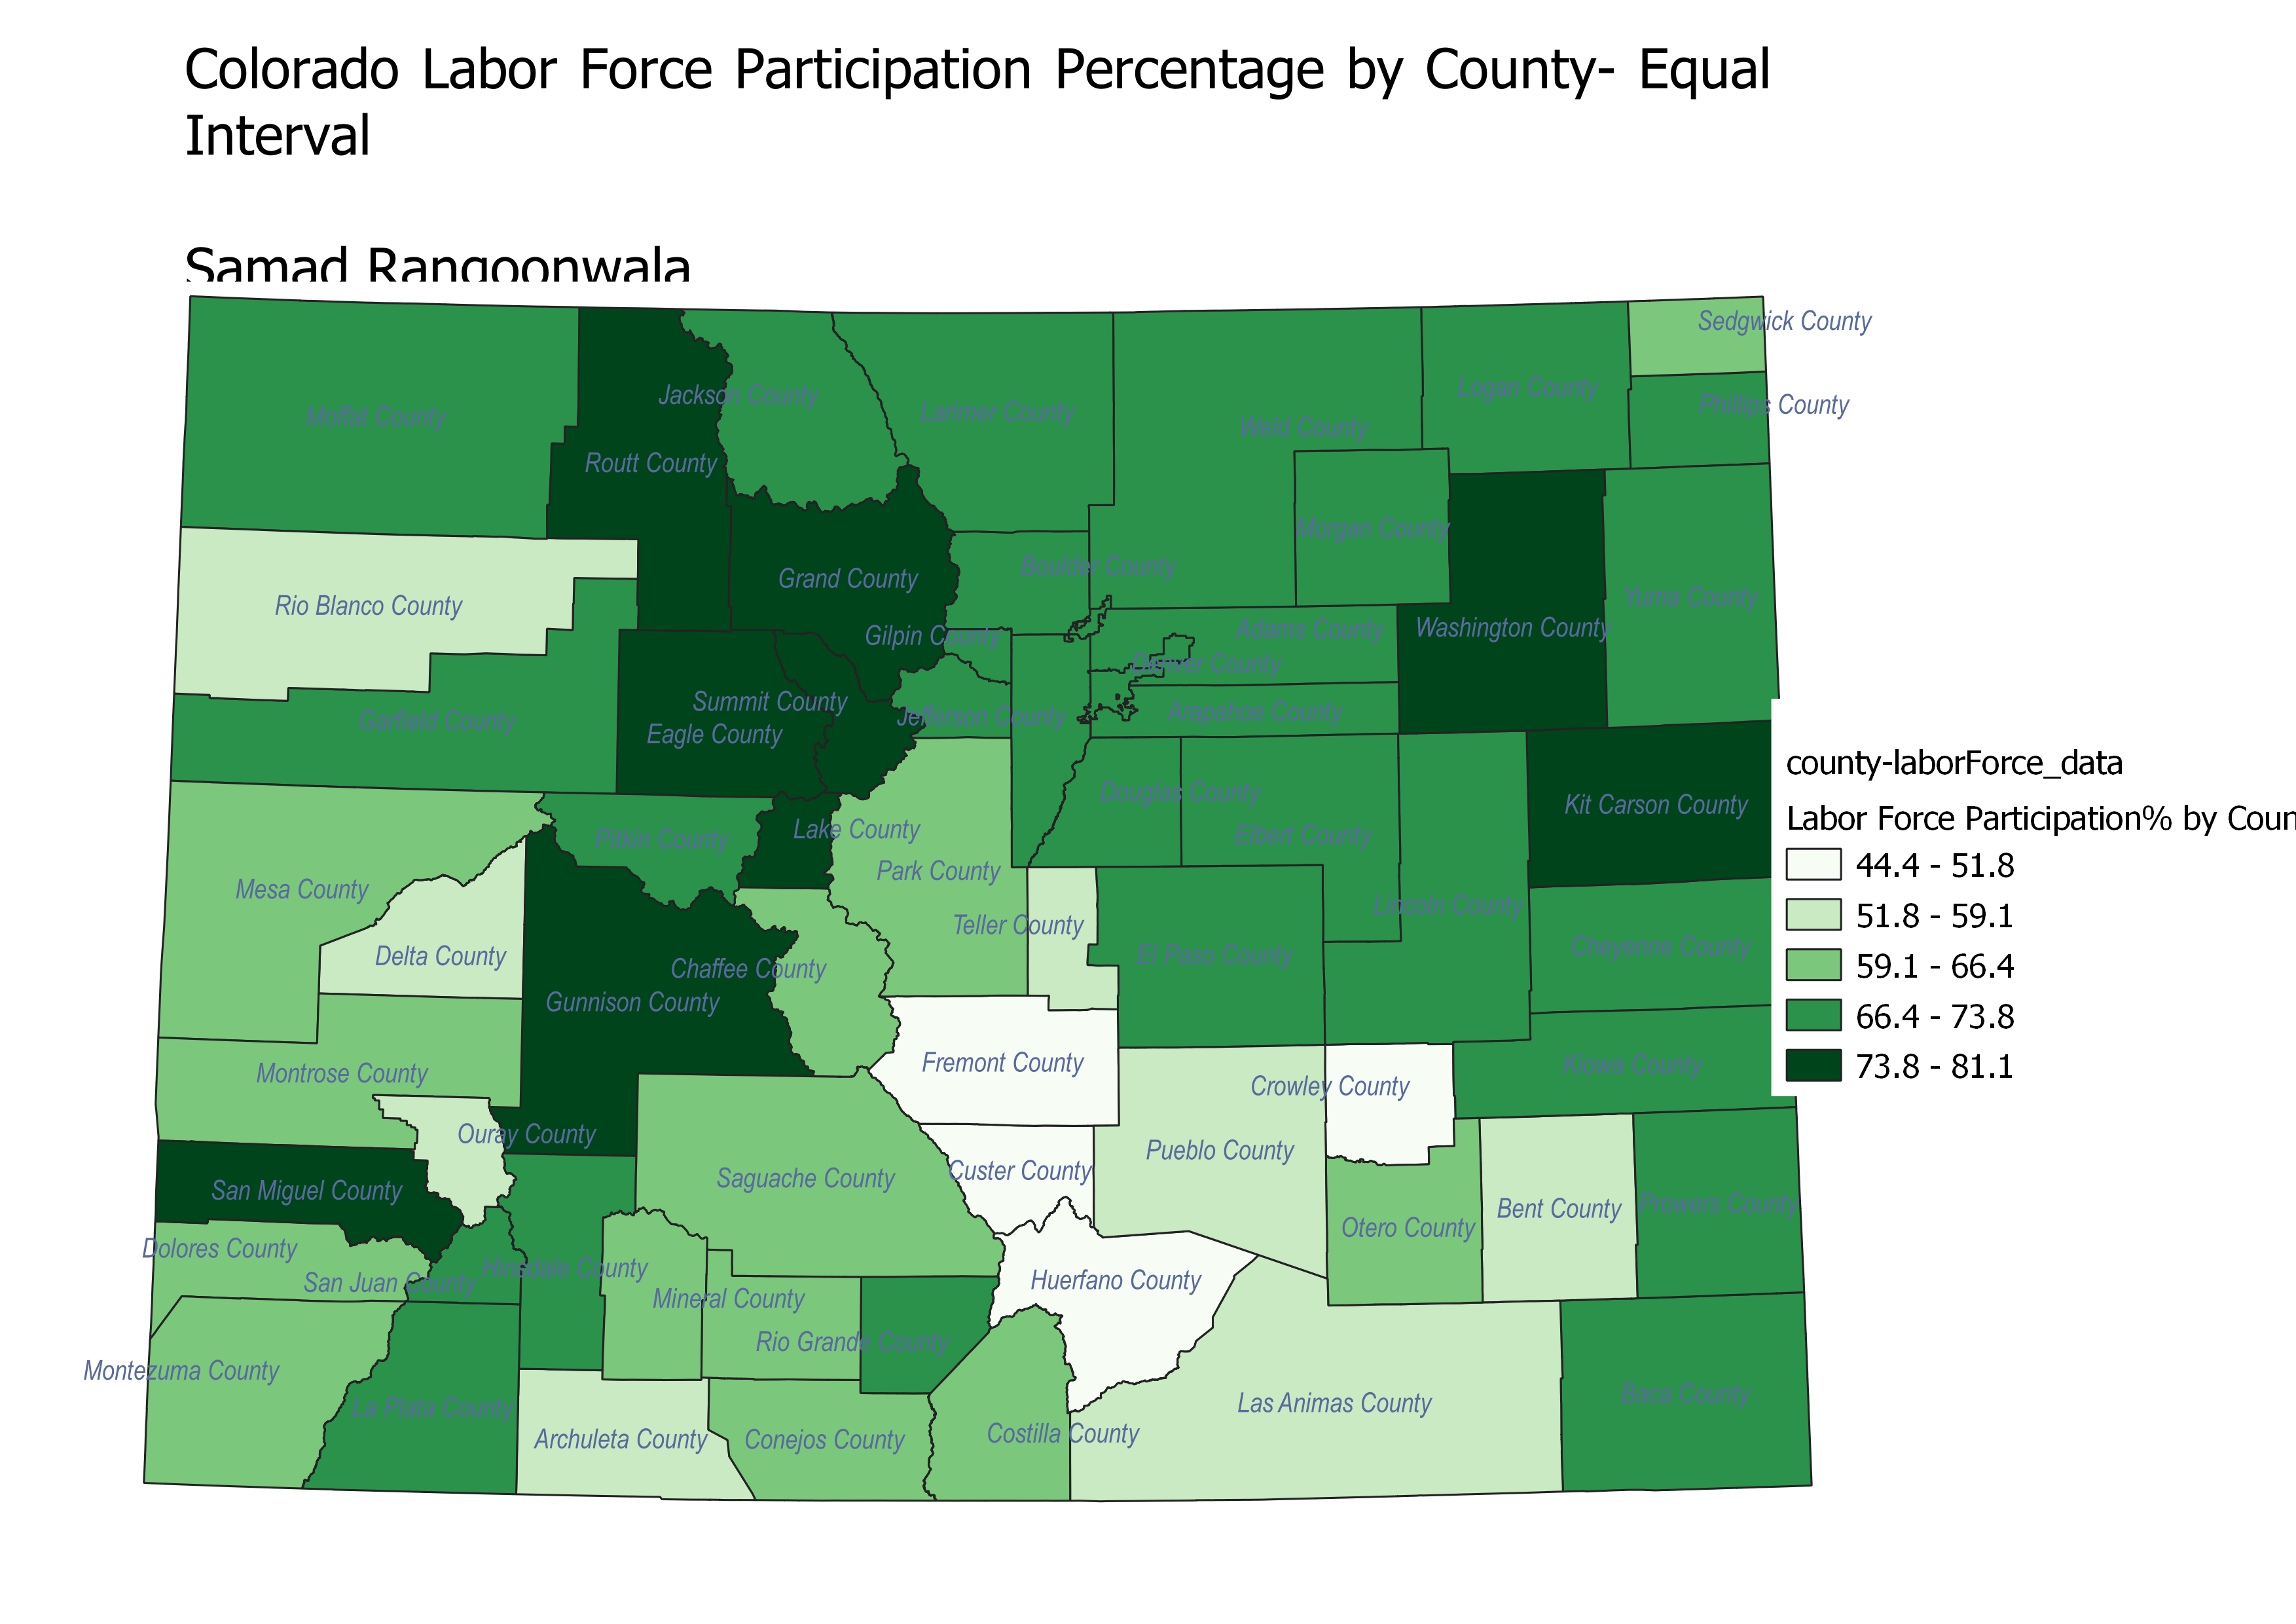 Colorado Labor Force Participation Percentage by County- Equal
Interval
Samad Rangoonwala
Sedgwick County
Jackson County
Logan County
Phillips County
Moffat County
Larimer County
Weld County
Routt County
Morgan County
Boulder County
Grand County
Rio Blanco County
Yuma County
Gilpin County
Adams County
Washington County
Denver County
Summit County
Garfield County
Jefferson County
Arapahoe County
Eagle County
county-laborForce_data
Douglas County
Kit Carson County
Labor Force Participation% by Coun
Pitkin County
Lake County
Elbert County
44.4 - 51.8
Mesa County
Park County
Lincoln County
51.8 - 59.1
Teller County
Delta County
Chaffee County
El Paso County
Cheyenne County
59.1 - 66.4
Gunnison County
66.4 - 73.8
Montrose County
Fremont County
Crowley County
Kiowa County
73.8 - 81.1
Ouray County
Pueblo County
San Miguel County
Saguache County
Custer County
Bent County
Prowers County
Otero County
Dolores County
San Juan County
Hinsdale County
Huerfano County
Mineral County
Rio Grande County
Montezuma County
La Plata County
Las Animas County
Baca County
Archuleta County
Conejos County
Costilla County